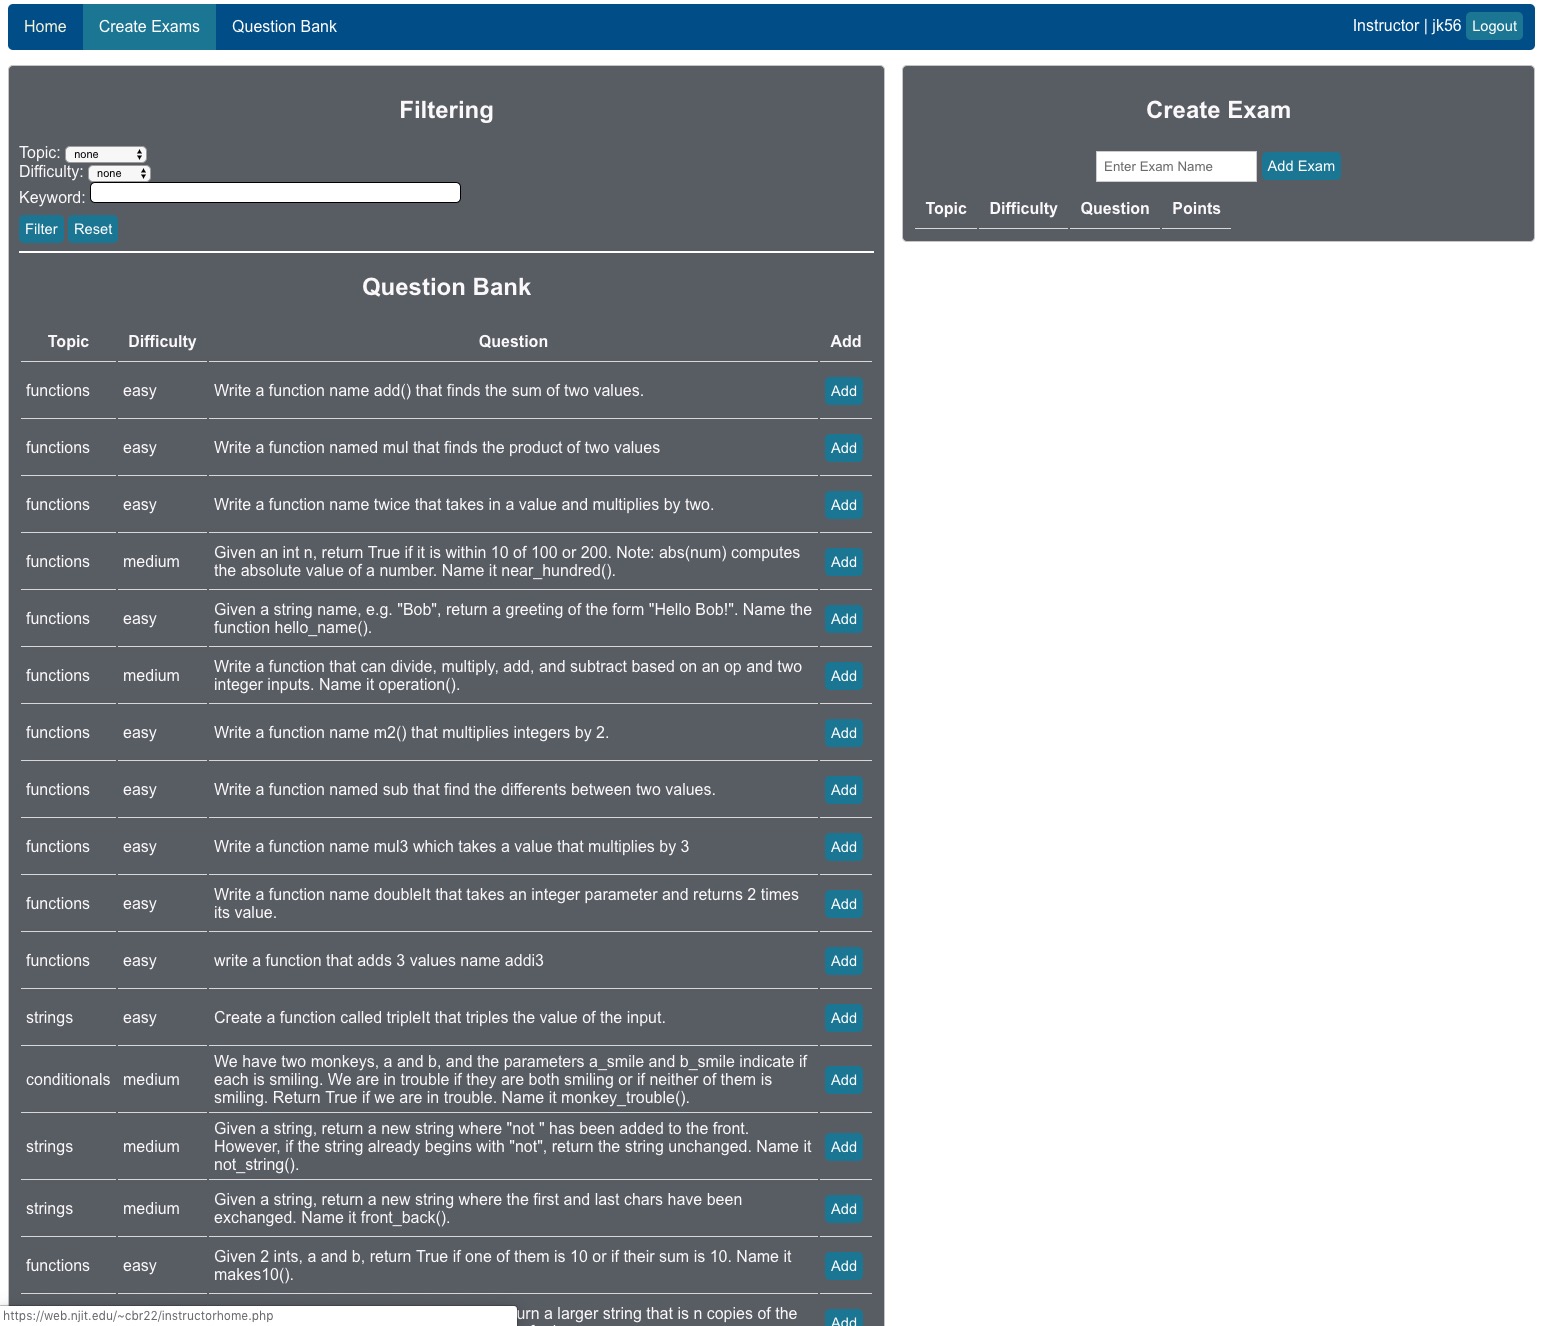 Home Create Exams Question Bank Instructor | jk56 Logout
Filtering
Topic: none
Difficulty: none
Keyword:
Filter Reset
Question Bank
Topic Difficulty Question Add
functions easy Write a function name add() that finds the sum of two values. Add
functions easy Write a function named mul that finds the product of two values Add
functions easy Write a function name twice that takes in a value and multiplies by two. Add
functions medium Given an int n, return True if it is within 10 of 100 or 200. Note: abs(num) computes
the absolute value of a number. Name it near_hundred(). Add
functions easy Given a string name, e.g. "Bob", return a greeting of the form "Hello Bob!". Name the
function hello_name(). Add
functions medium Write a function that can divide, multiply, add, and subtract based on an op and two
integer inputs. Name it operation(). Add
functions easy Write a function name m2() that multiplies integers by 2. Add
functions easy Write a function named sub that find the differents between two values. Add
functions easy Write a function name mul3 which takes a value that multiplies by 3 Add
functions easy Write a function name doubleIt that takes an integer parameter and returns 2 times
its value. Add
functions easy write a function that adds 3 values name addi3 Add
strings easy Create a function called tripleIt that triples the value of the input. Add
conditionals medium We have two monkeys, a and b, and the parameters a_smile and b_smile indicate if
each is smiling. We are in trouble if they are both smiling or if neither of them is
smiling. Return True if we are in trouble. Name it monkey_trouble(). Add
strings medium Given a string, return a new string where "not " has been added to the front.
However, if the string already begins with "not", return the string unchanged. Name it
not_string(). Add
strings medium Given a string, return a new string where the first and last chars have been
exchanged. Name it front_back(). Add
functions easy Given 2 ints, a and b, return True if one of them is 10 or if their sum is 10. Name it
makes10(). Add
urn a larger string that is n copies of the
Add
https://web.njit.edu/~cbr22/instructorhome.php
Create Exam
Enter Exam Name Add Exam
Topic Difficulty Question Points